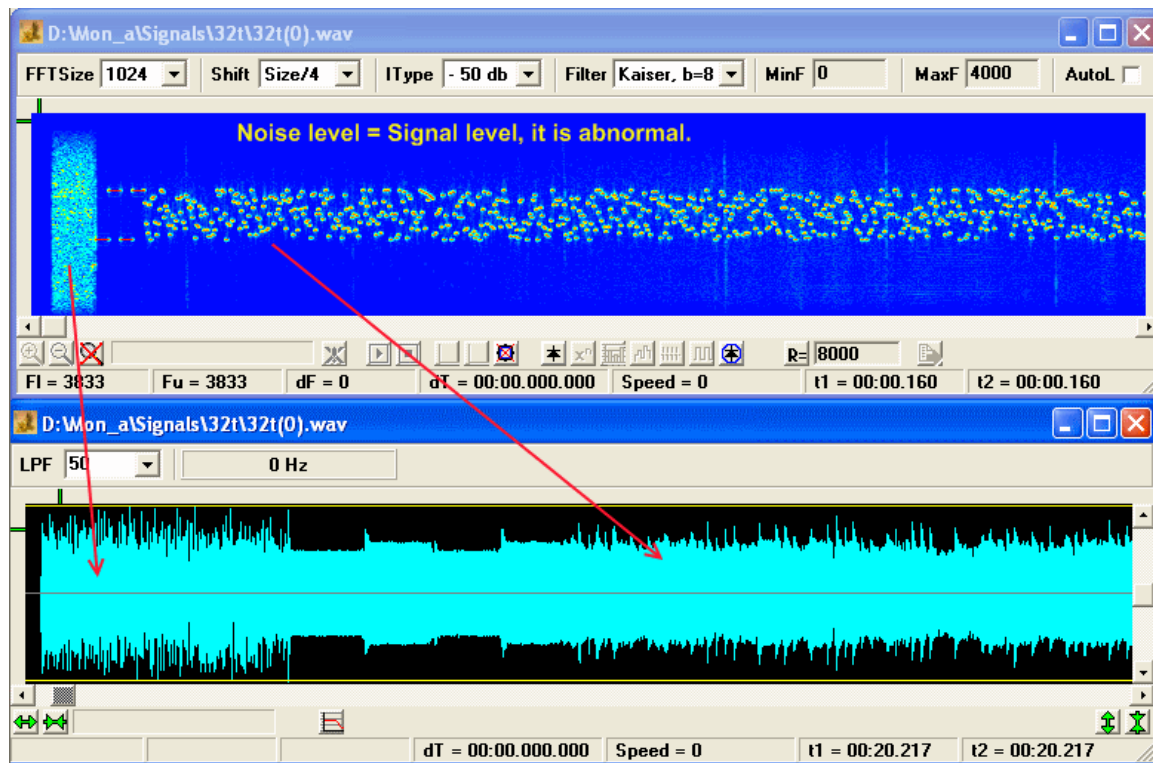 D:\Mon_a\Signals\32t\32t(0).wav
FFTSize 1024 Shift Size/4 IType - 50 db Filter Kaiser, b=8 MinF 0 MaxF 4000 AutoL
Noise level = Signal level, it is abnormal.
R= 8000
Fl = 3833 Fu = 3833 dF = 0 dT = 00:00.000.000 Speed = 0 t1 = 00:00.160 t2 = 00:00.160
D:\Mon_a\Signals\32t\32t(0).wav
LPF 50 0 Hz
dT = 00:00.000.000 Speed = 0 t1 = 00:20.217 t2 = 00:20.217